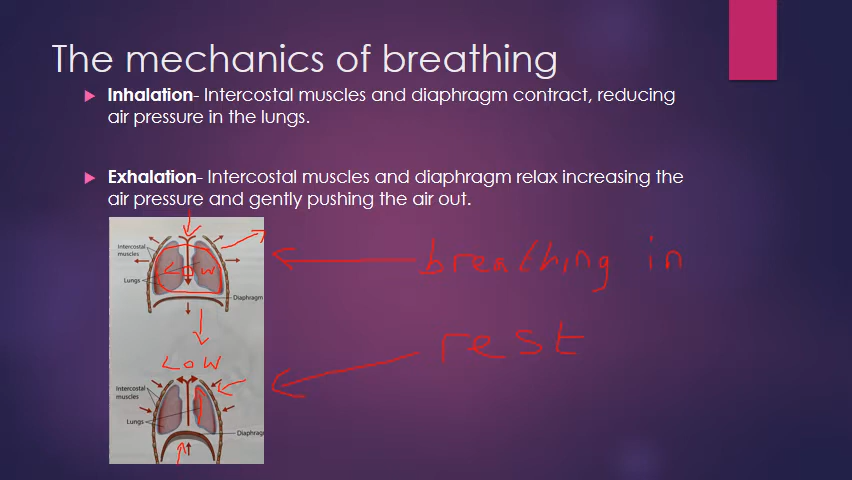 The mechanics of breathing
Inhalation- Intercostal muscles and diaphragm contract, reducing
air pressure in the lungs.
Exhalation- Intercostal muscles and diaphragm relax increasing the
air pressure and gently pushing the air out.
Intercostal
muscles
LOW
Lungs
Diaphragm
breathing in
rest
LOW
Intercostal
muscles
Lungs
Diaphrag